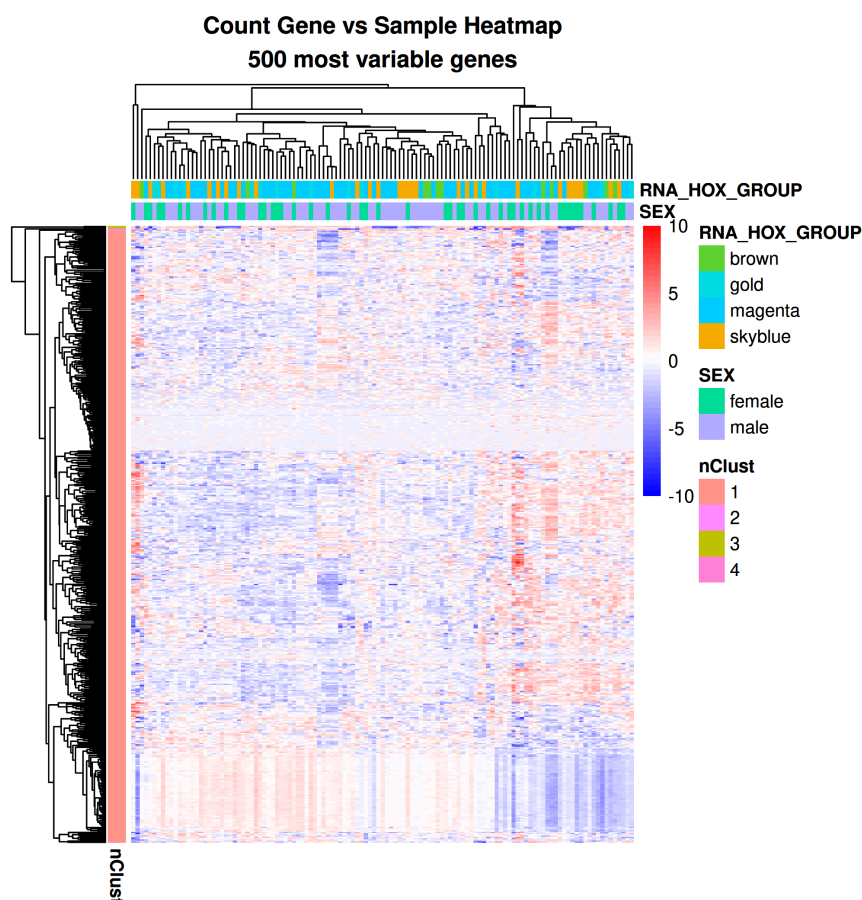 Count Gene vs Sample Heatmap
500 most variable genes
RNA_HOX_GROUP
SEX
10
5
0
-5
-10
RNA_HOX_GROUP
brown
gold
magenta
skyblue
SEX
female
male
nClust
1
2
3
4
nClust